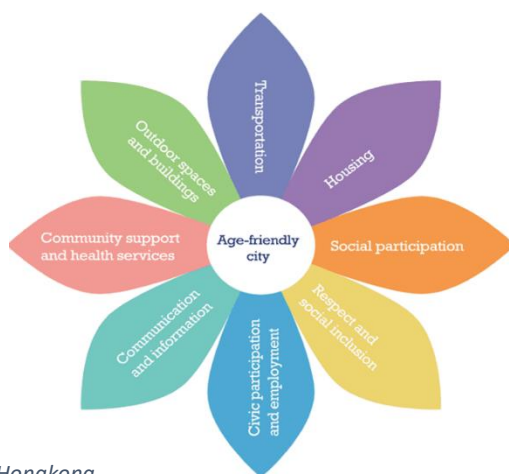 Transportation
Housing
Social participation
Respect and
social inclusion
Civic participation
and employment
Communication
and information
Community support
and health services
Outdoor spaces
and buildings
Age-friendly
city
Hongkong